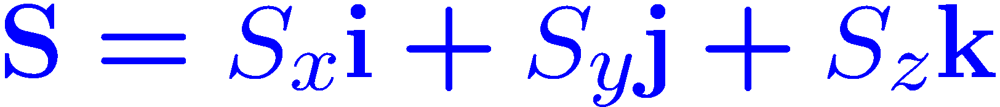 S = S_x i + S_y j + S_z k